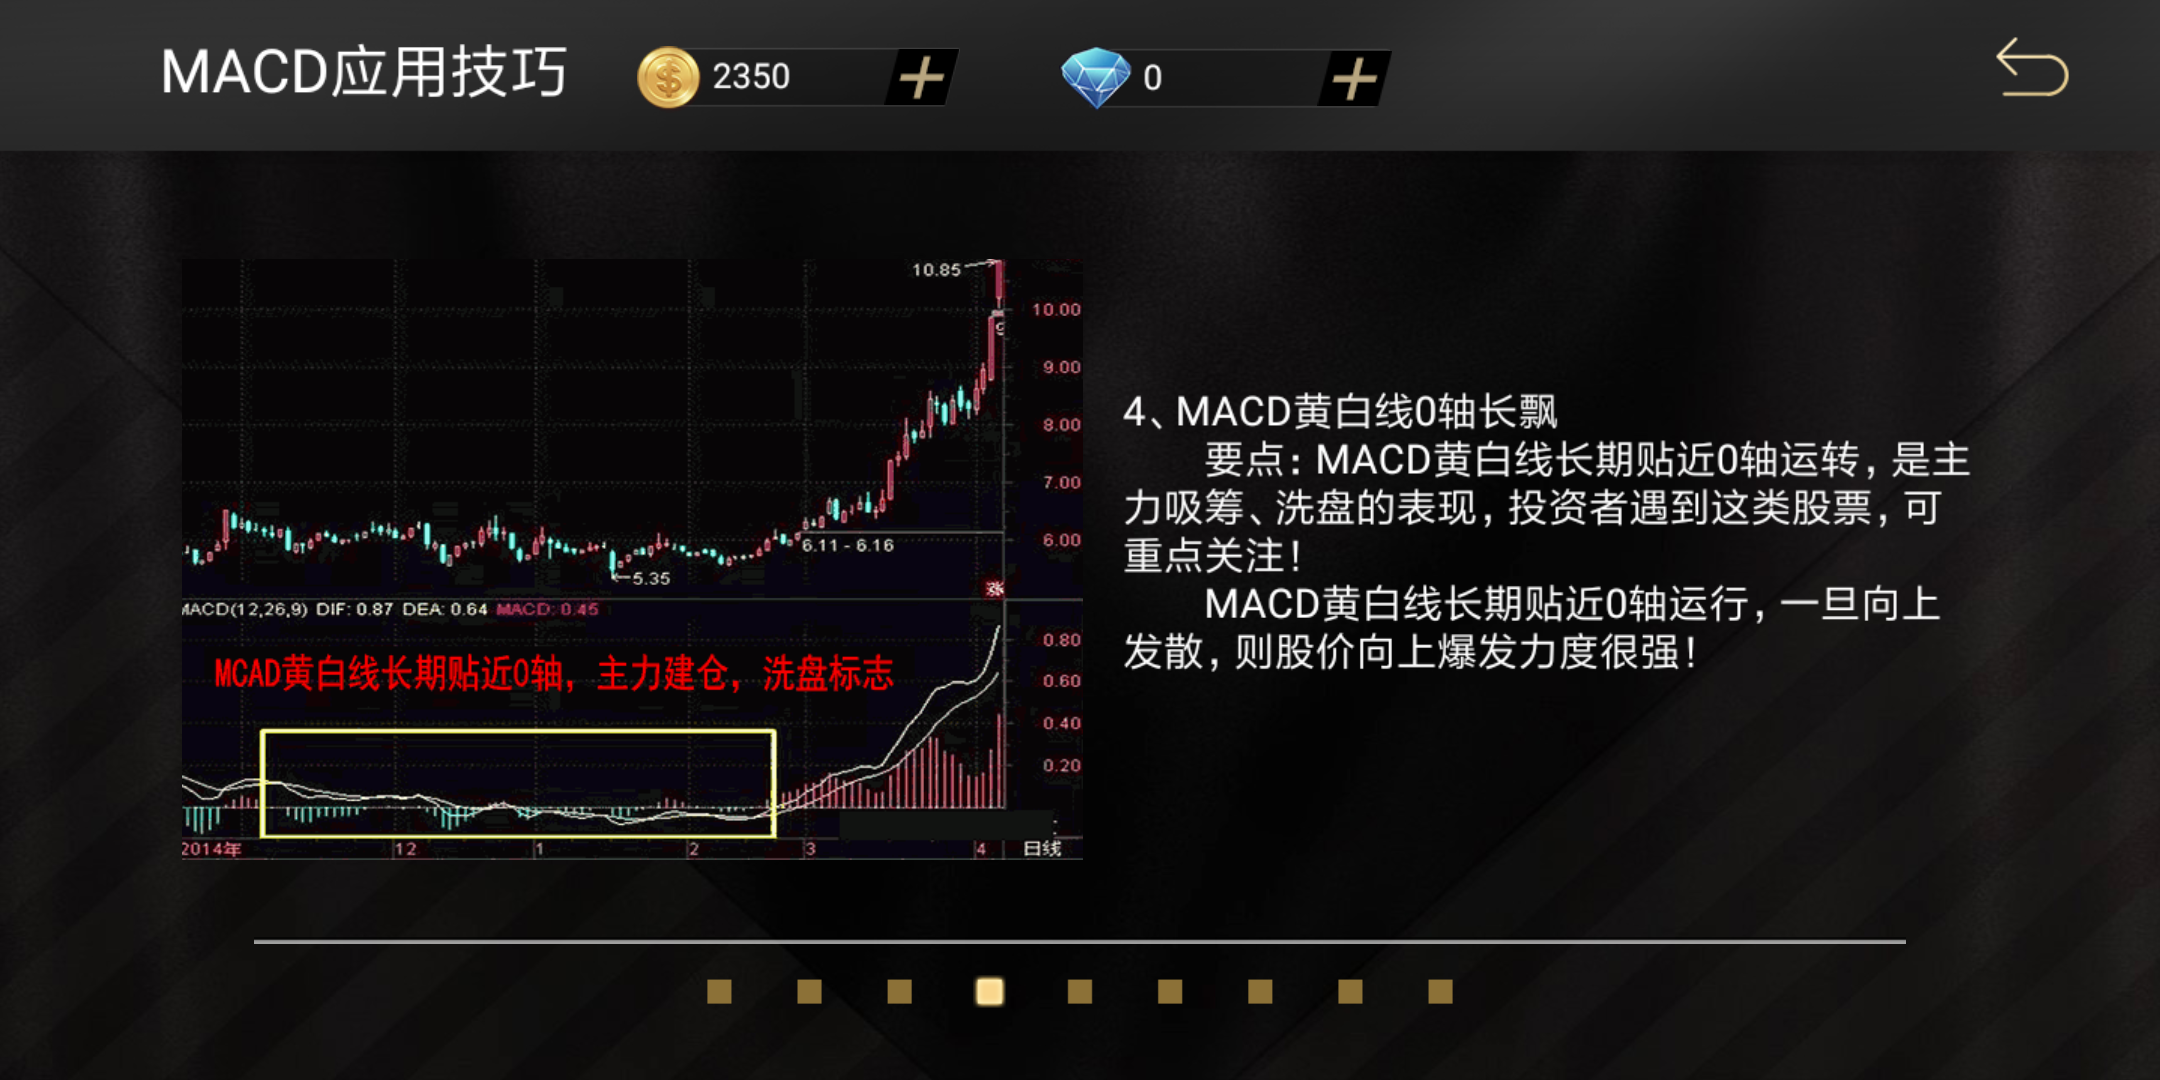 MACD应用技巧
2350
0
10.85
10.00
9.00
8.00
7.00
6.00
6.11 - 6.16
5.35
涨
MACD(12,26,9) DIF: 0.87 DEA: 0.64 MACD: 0.45
MCAD黄白线长期贴近0轴，主力建仓，洗盘标志
0.80
0.60
0.40
0.20
2014年 12 1 2 3 4 日线
4、MACD黄白线0轴长飘
要点：MACD黄白线长期贴近0轴运转，是主
力吸筹、洗盘的表现，投资者遇到这类股票，可
重点关注！
MACD黄白线长期贴近0轴运行，一旦向上
发散，则股价向上爆发力度很强！